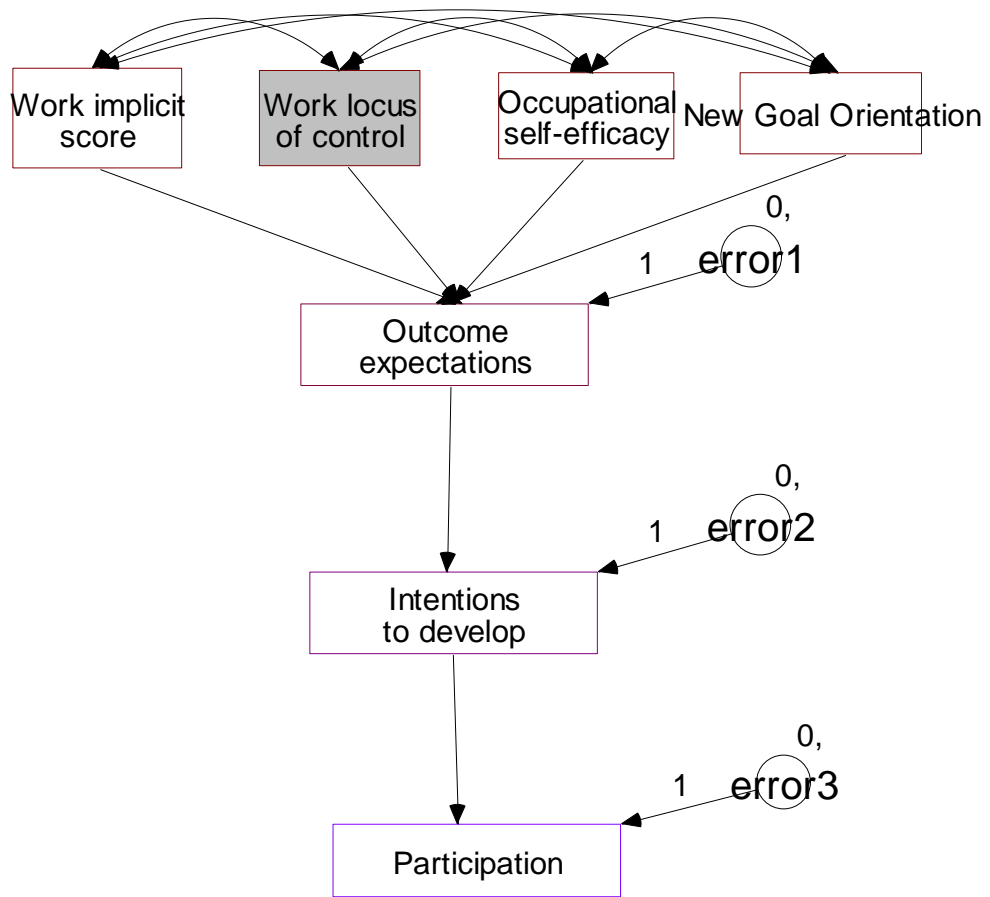 Work implicit
score
Work locus
of control
Occupational
self-efficacy
New Goal Orientation
0,
error1
1
Outcome
expectations
0,
error2
1
Intentions
to develop
0,
error3
1
Participation